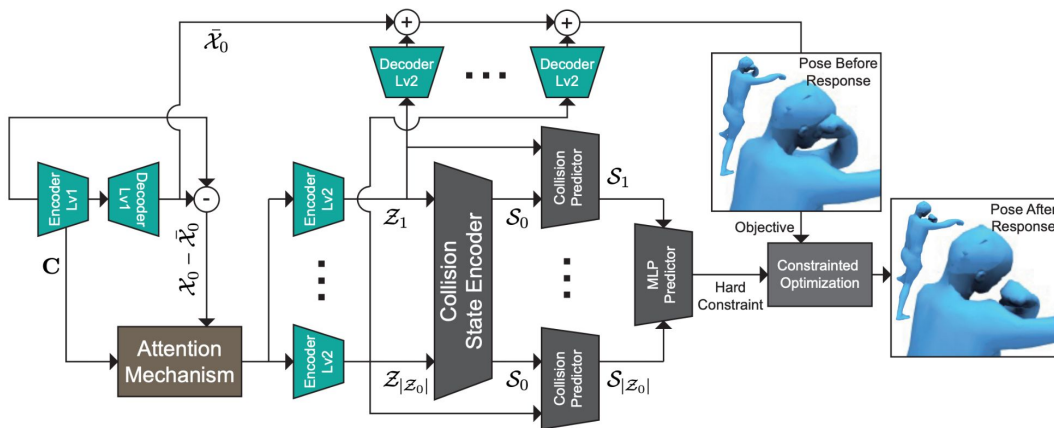 𝒳̄₀
Decoder
Lv2
Decoder
Lv2
Pose Before
Response
Encoder
Lv1
Decoder
Lv1
-
C
𝒳₀ − 𝒳̄₀
Attention
Mechanism
Encoder
Lv2
Encoder
Lv2
𝒵₁
𝒵|𝒵₀|
Collision
State Encoder
𝒮₀
𝒮₀
Collision
Predictor
Collision
Predictor
𝒮₁
𝒮|𝒵₀|
MLP
Predictor
Hard
Constraint
Objective
Constrainted
Optimization
Pose After
Response